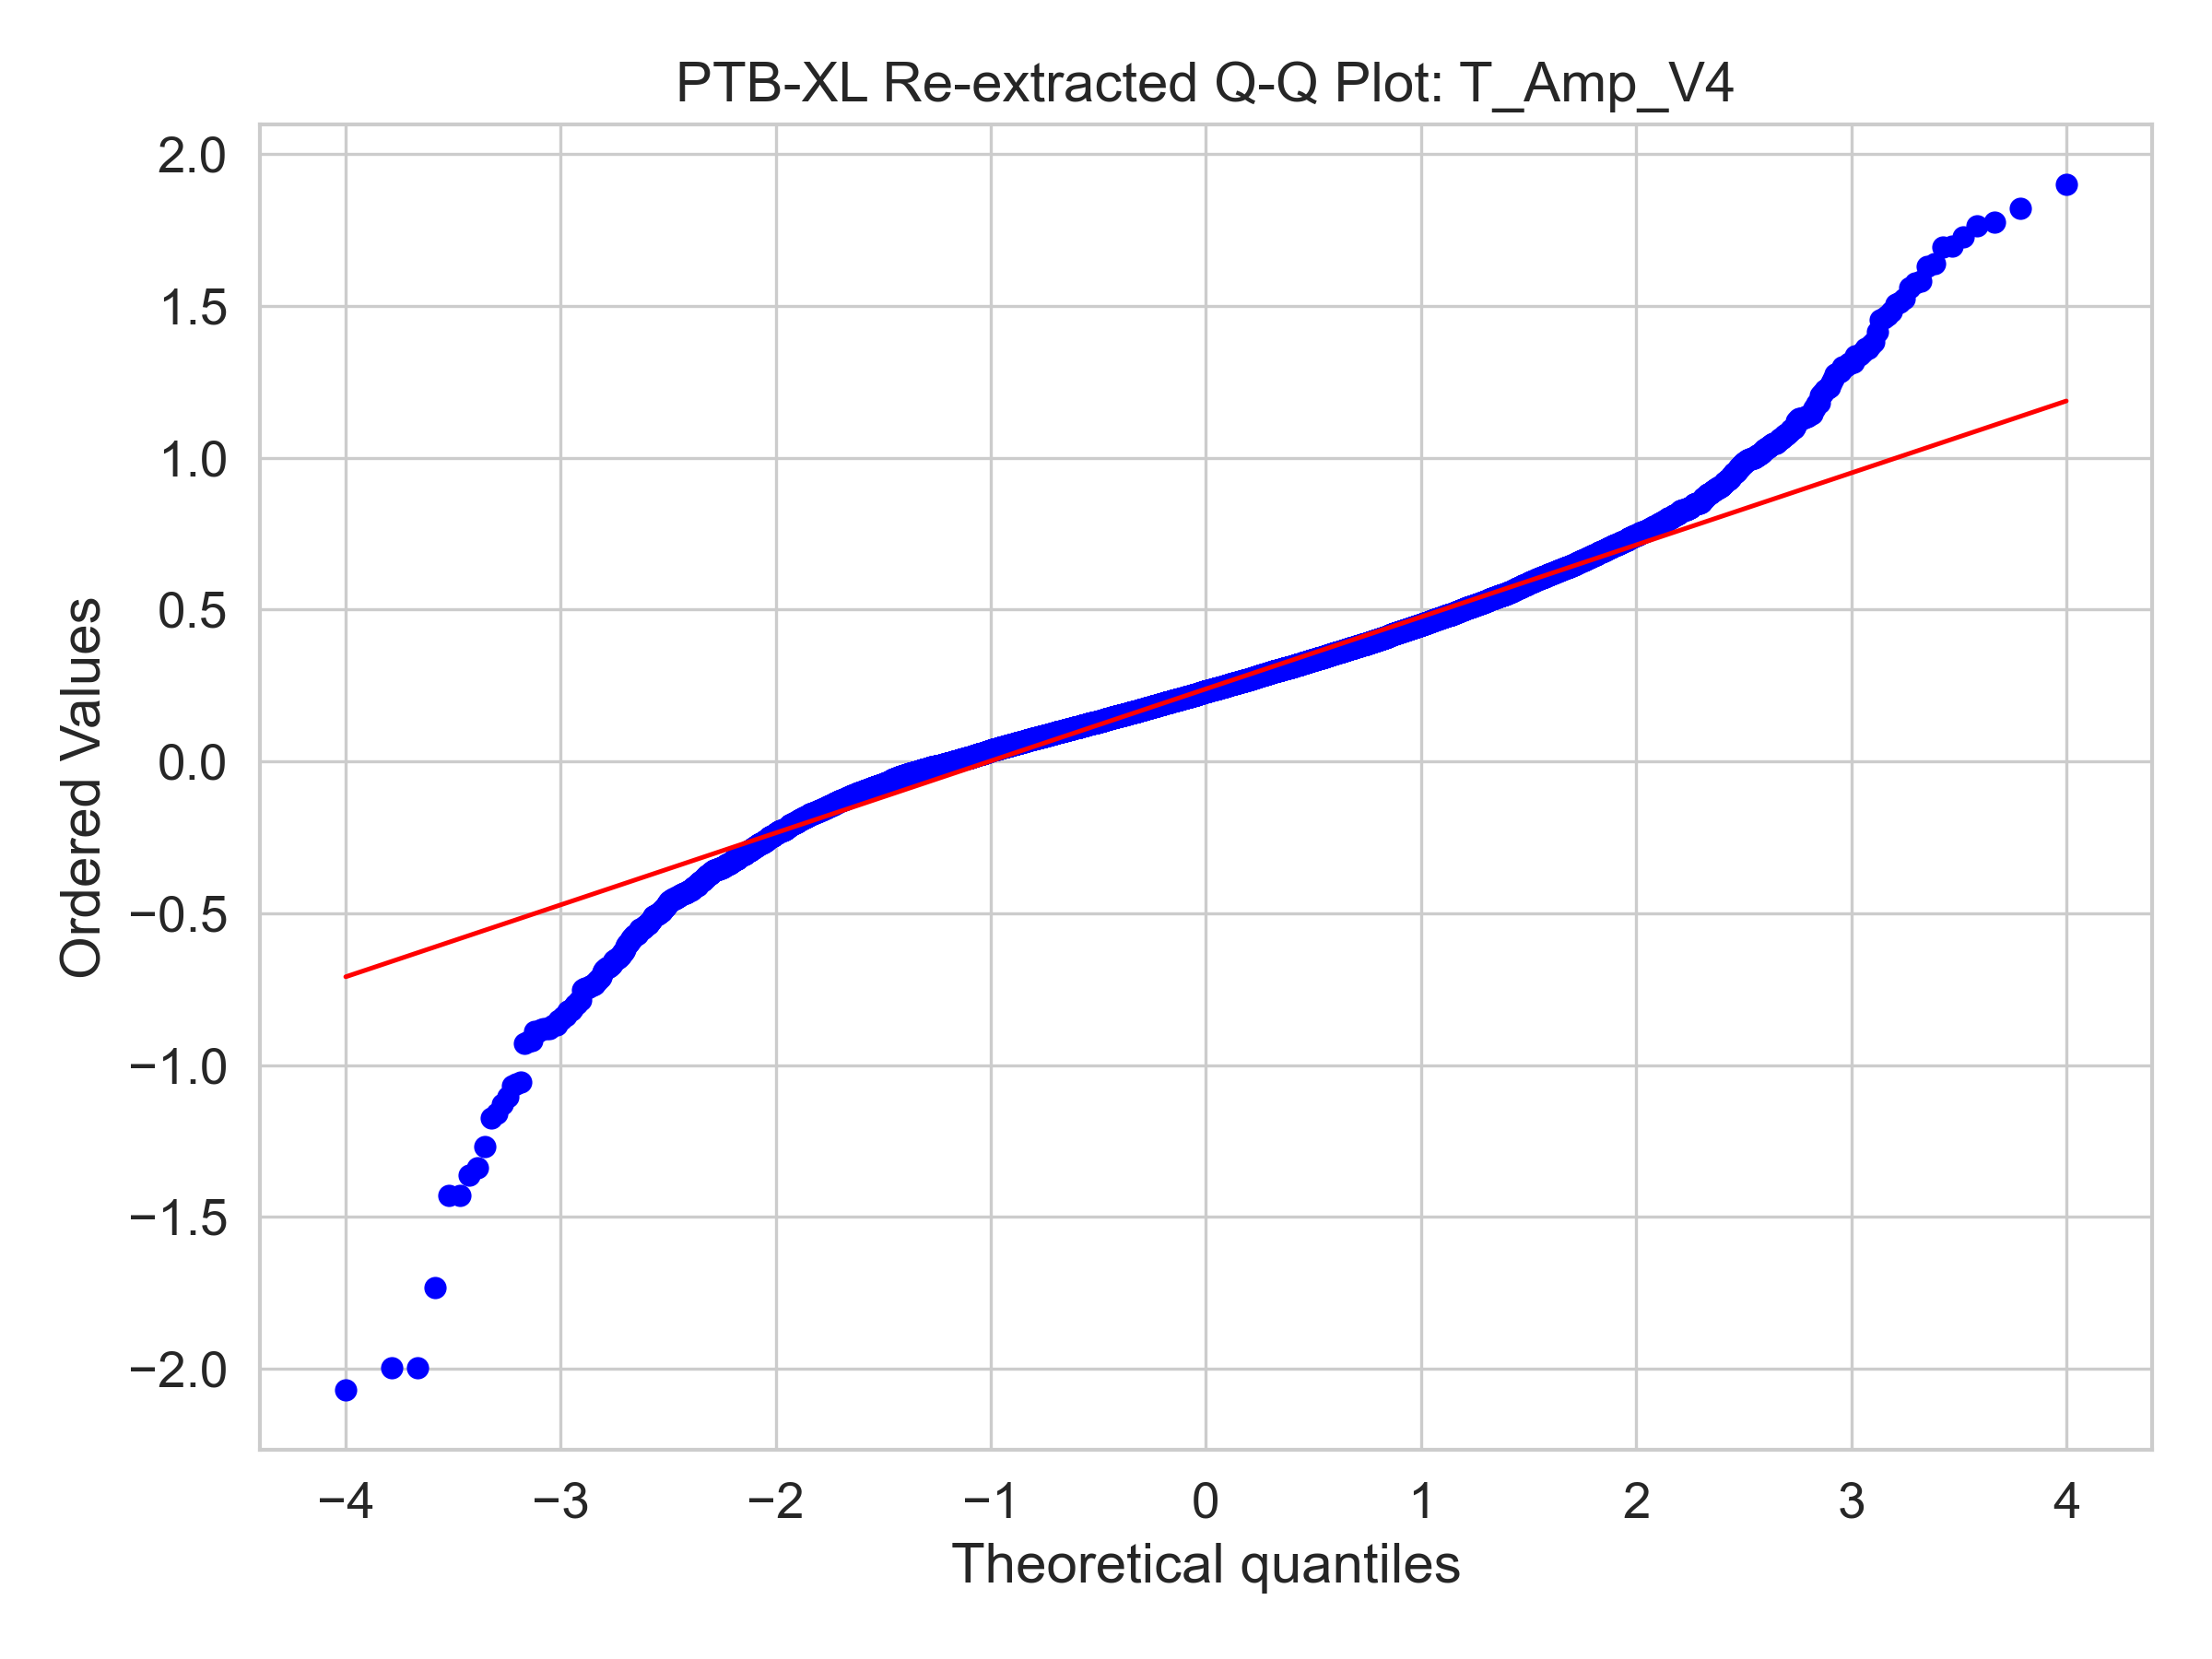 PTB-XL Re-extracted Q-Q Plot: T_Amp_V4
2.0
1.5
1.0
0.5
0.0
−0.5
−1.0
−1.5
−2.0
Ordered Values
−4 −3 −2 −1 0 1 2 3 4
Theoretical quantiles